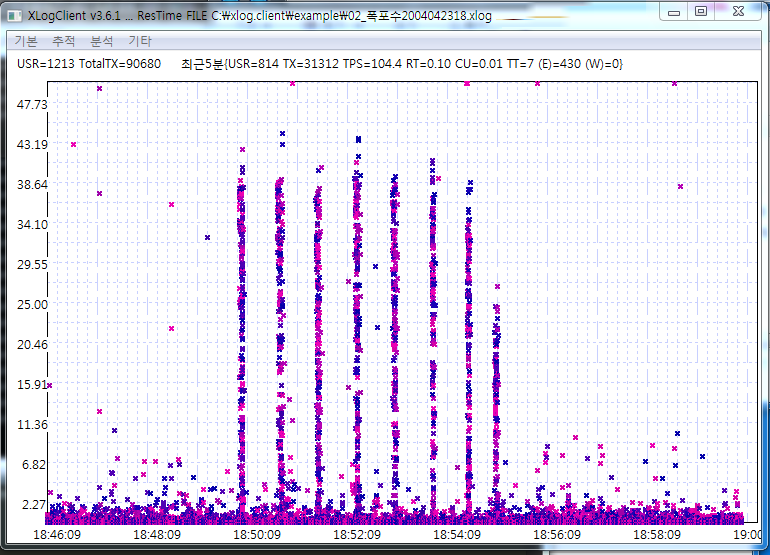 XLogClient v3.6.1 ... ResTime FILE C:₩xlog.client₩example₩02_폭포수2004042318.xlog
기본 추적 분석 기타
USR=1213 TotalTX=90680 최근5분{USR=814 TX=31312 TPS=104.4 RT=0.10 CU=0.01 TT=7 (E)=430 (W)=0}
47.73
43.19
38.64
34.10
29.55
25.00
20.46
15.91
11.36
6.82
2.27
18:46:09 18:48:09 18:50:09 18:52:09 18:54:09 18:56:09 18:58:09 19:00